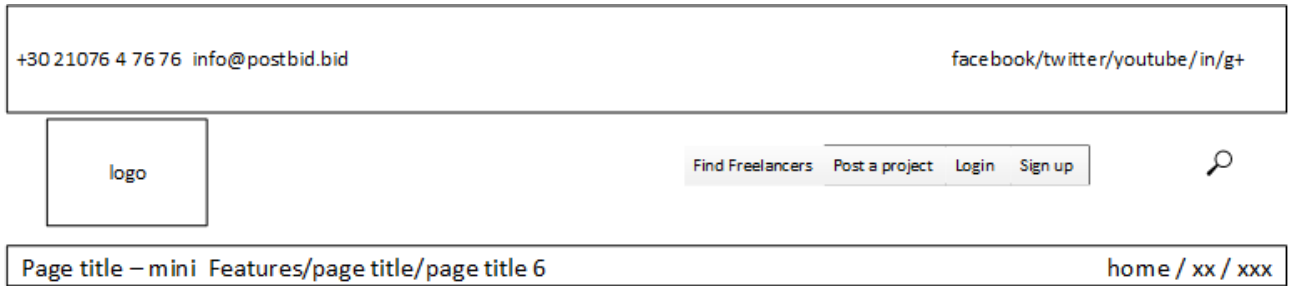 +30 21076 4 76 76 info@postbid.bid facebook/twitter/youtube/in/g+
logo Find Freelancers Post a project Login Sign up
Page title – mini Features/page title/page title 6 home / xx / xxx